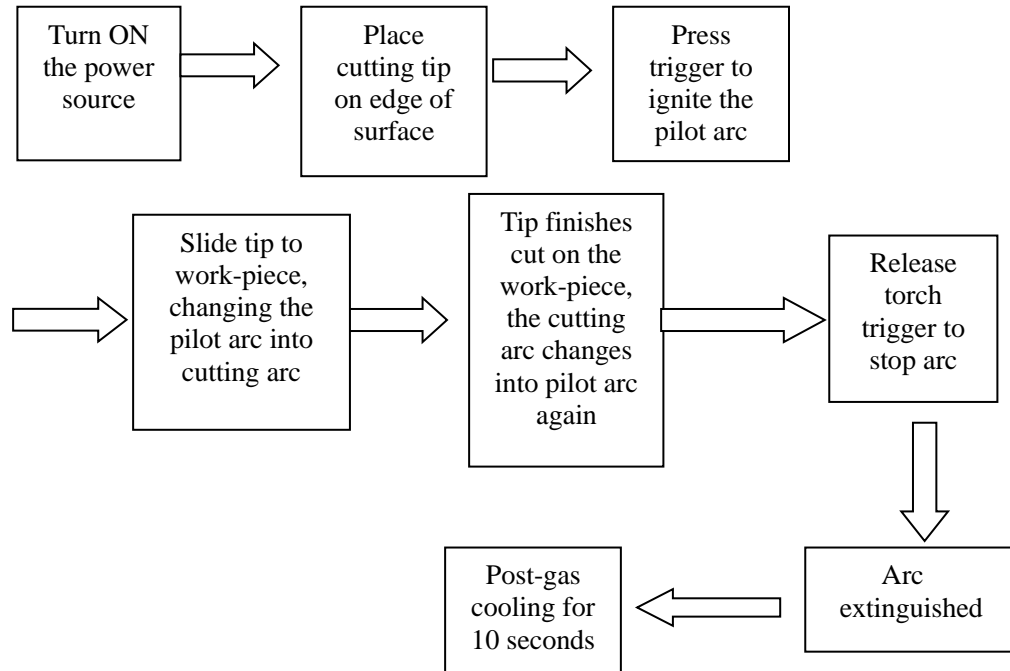 Turn ON
the power
source
Place
cutting tip
on edge of
surface
Press
trigger to
ignite the
pilot arc
Slide tip to
work-piece,
changing the
pilot arc into
cutting arc
Tip finishes
cut on the
work-piece,
the cutting
arc changes
into pilot arc
again
Release
torch
trigger to
stop arc
Arc
extinguished
Post-gas
cooling for
10 seconds